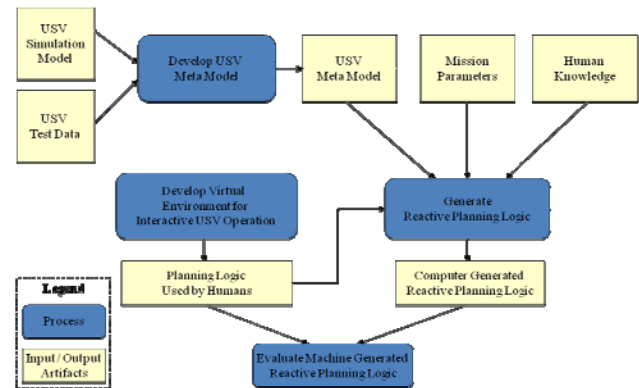 USV
Simulation
Model
Develop USV
Meta Model
USV
Meta Model
Mission
Parameters
Human
Knowledge
USV
Test Data
Develop Virtual
Environment for
Interactive USV Operation
Generate
Reactive Planning Logic
Planning Logic
Used by Humans
Computer Generated
Reactive Planning Logic
Legend
Process
Input / Output
Artifacts
Evaluate Machine Generated
Reactive Planning Logic